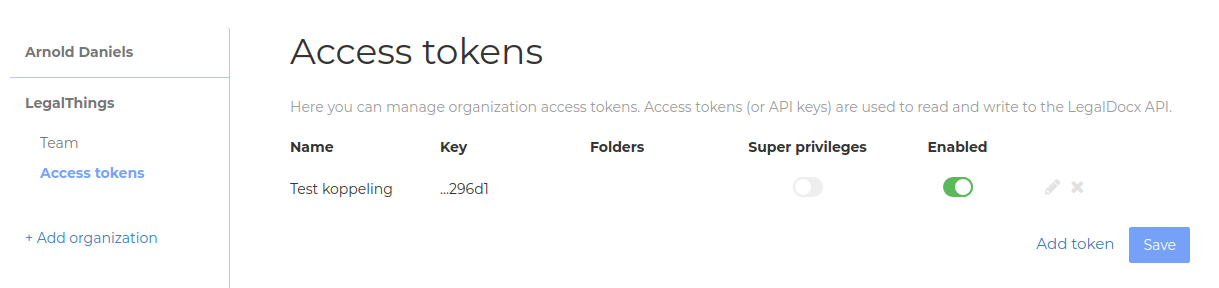 Arnold Daniels
LegalThings
Team
Access tokens
+ Add organization
Access tokens
Here you can manage organization access tokens. Access tokens (or API keys) are used to read and write to the LegalDocx API.
Name Key Folders Super privileges Enabled
Test koppeling ...296d1
Add token Save